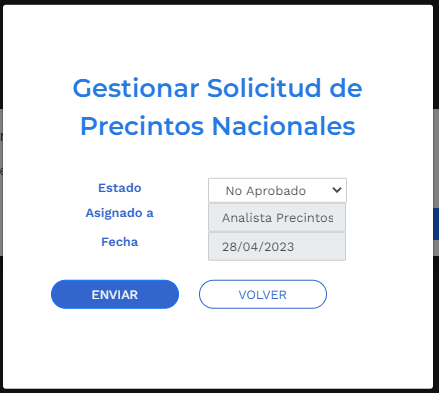 Gestionar Solicitud de
Precintos Nacionales
Estado
No Aprobado
Asignado a
Analista Precintos
Fecha
28/04/2023
ENVIAR
VOLVER